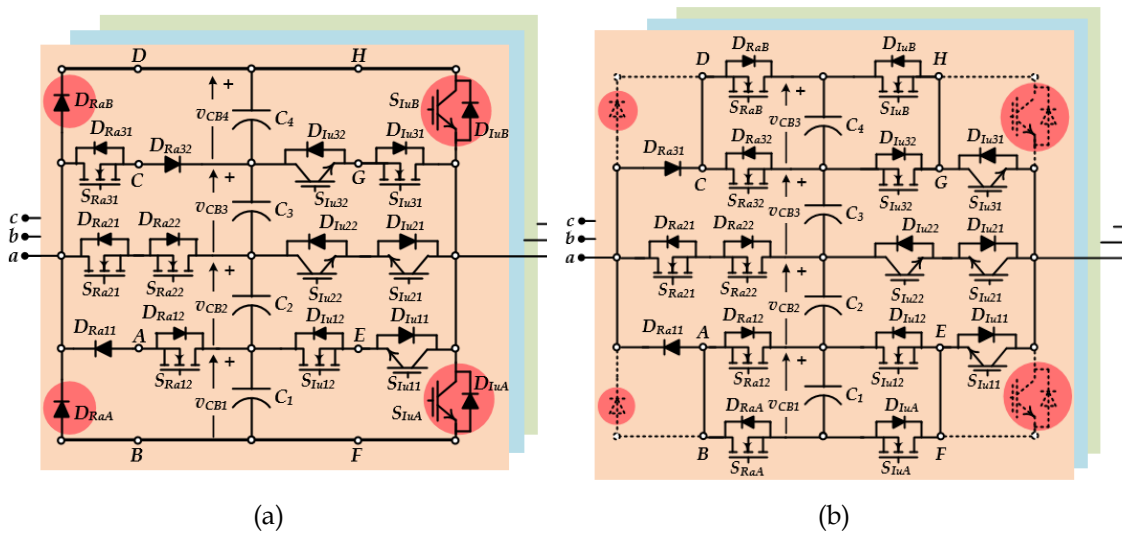 D H
D_RaB v_CB4 + C_4 S_IuB D_IuB
D_Ra31 D_Ra32 D_Iu32 D_Iu31
C G
S_Ra31 + S_Iu32 S_Iu31
c v_CB3 C_3
b D_Ra21 D_Ra22 D_Iu22 D_Iu21
a
S_Ra21 S_Ra22 + S_Iu22 S_Iu21
D_Ra12 v_CB2 C_2 D_Iu12 D_Iu11
D_Ra11 A E
S_Ra12 + S_Iu12 S_Iu11
D_RaA v_CB1 C_1 S_IuA D_IuA
B F
(a)
D D_RaB D_IuB H
S_RaB + S_IuB
D_Ra31 D_Ra32 v_CB3 C_4 D_Iu32 D_Iu31
C G
S_Ra32 + S_Iu32 S_Iu31
c v_CB3 C_3
b D_Ra21 D_Ra22 D_Iu22 D_Iu21
a
S_Ra21 S_Ra22 + S_Iu22 S_Iu21
D_Ra11 A D_Ra12 v_CB2 C_2 D_Iu12 E D_Iu11
S_Ra12 + S_Iu12 S_Iu11
D_RaA v_CB1 C_1 D_IuA
B F
S_RaA S_IuA
(b)